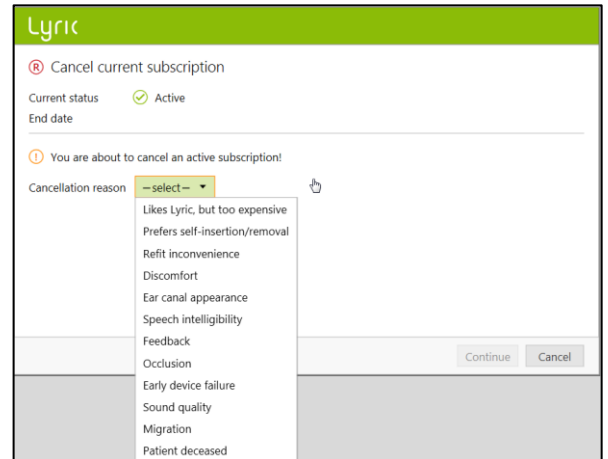 Lyric
R Cancel current subscription
Current status Active
End date
! You are about to cancel an active subscription!
Cancellation reason —select—
Likes Lyric, but too expensive
Prefers self-insertion/removal
Refit inconvenience
Discomfort
Ear canal appearance
Speech intelligibility
Feedback
Occlusion
Early device failure
Sound quality
Migration
Patient deceased
Continue Cancel